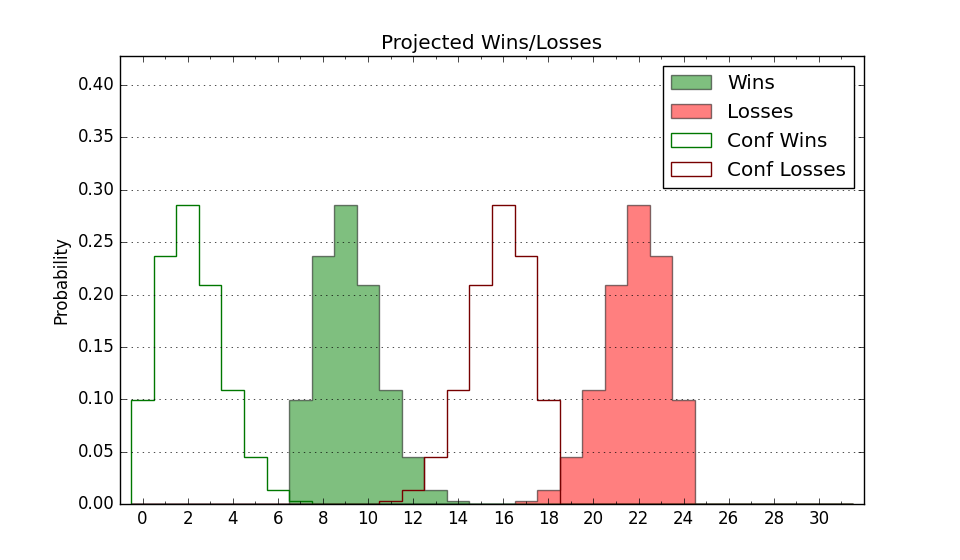 Projected Wins/Losses
Wins
Losses
Conf Wins
Conf Losses
Probability
0.40
0.35
0.30
0.25
0.20
0.15
0.10
0.05
0.00
0 2 4 6 8 10 12 14 16 18 20 22 24 26 28 30